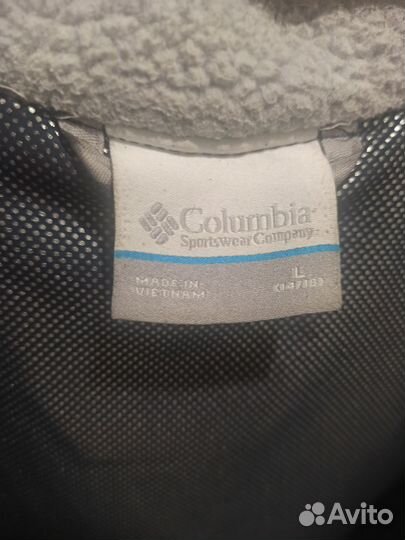 Columbia
Sportswear Company
MADE IN
VIETNAM
L
(14/16)
Avito